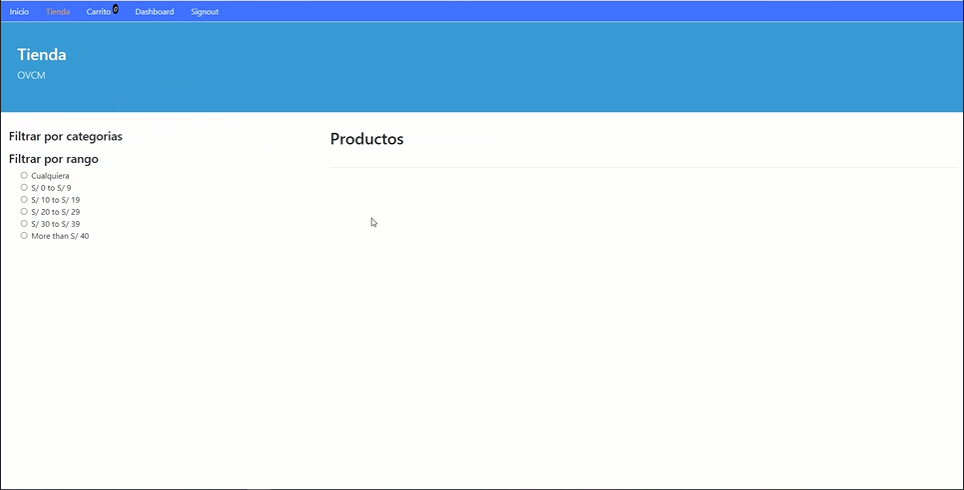 Inicio Tienda Carrito 0 Dashboard Signout
Tienda
OVCM
Filtrar por categorias
Filtrar por rango
Cualquiera
S/ 0 to S/ 9
S/ 10 to S/ 19
S/ 20 to S/ 29
S/ 30 to S/ 39
More than S/ 40
Productos